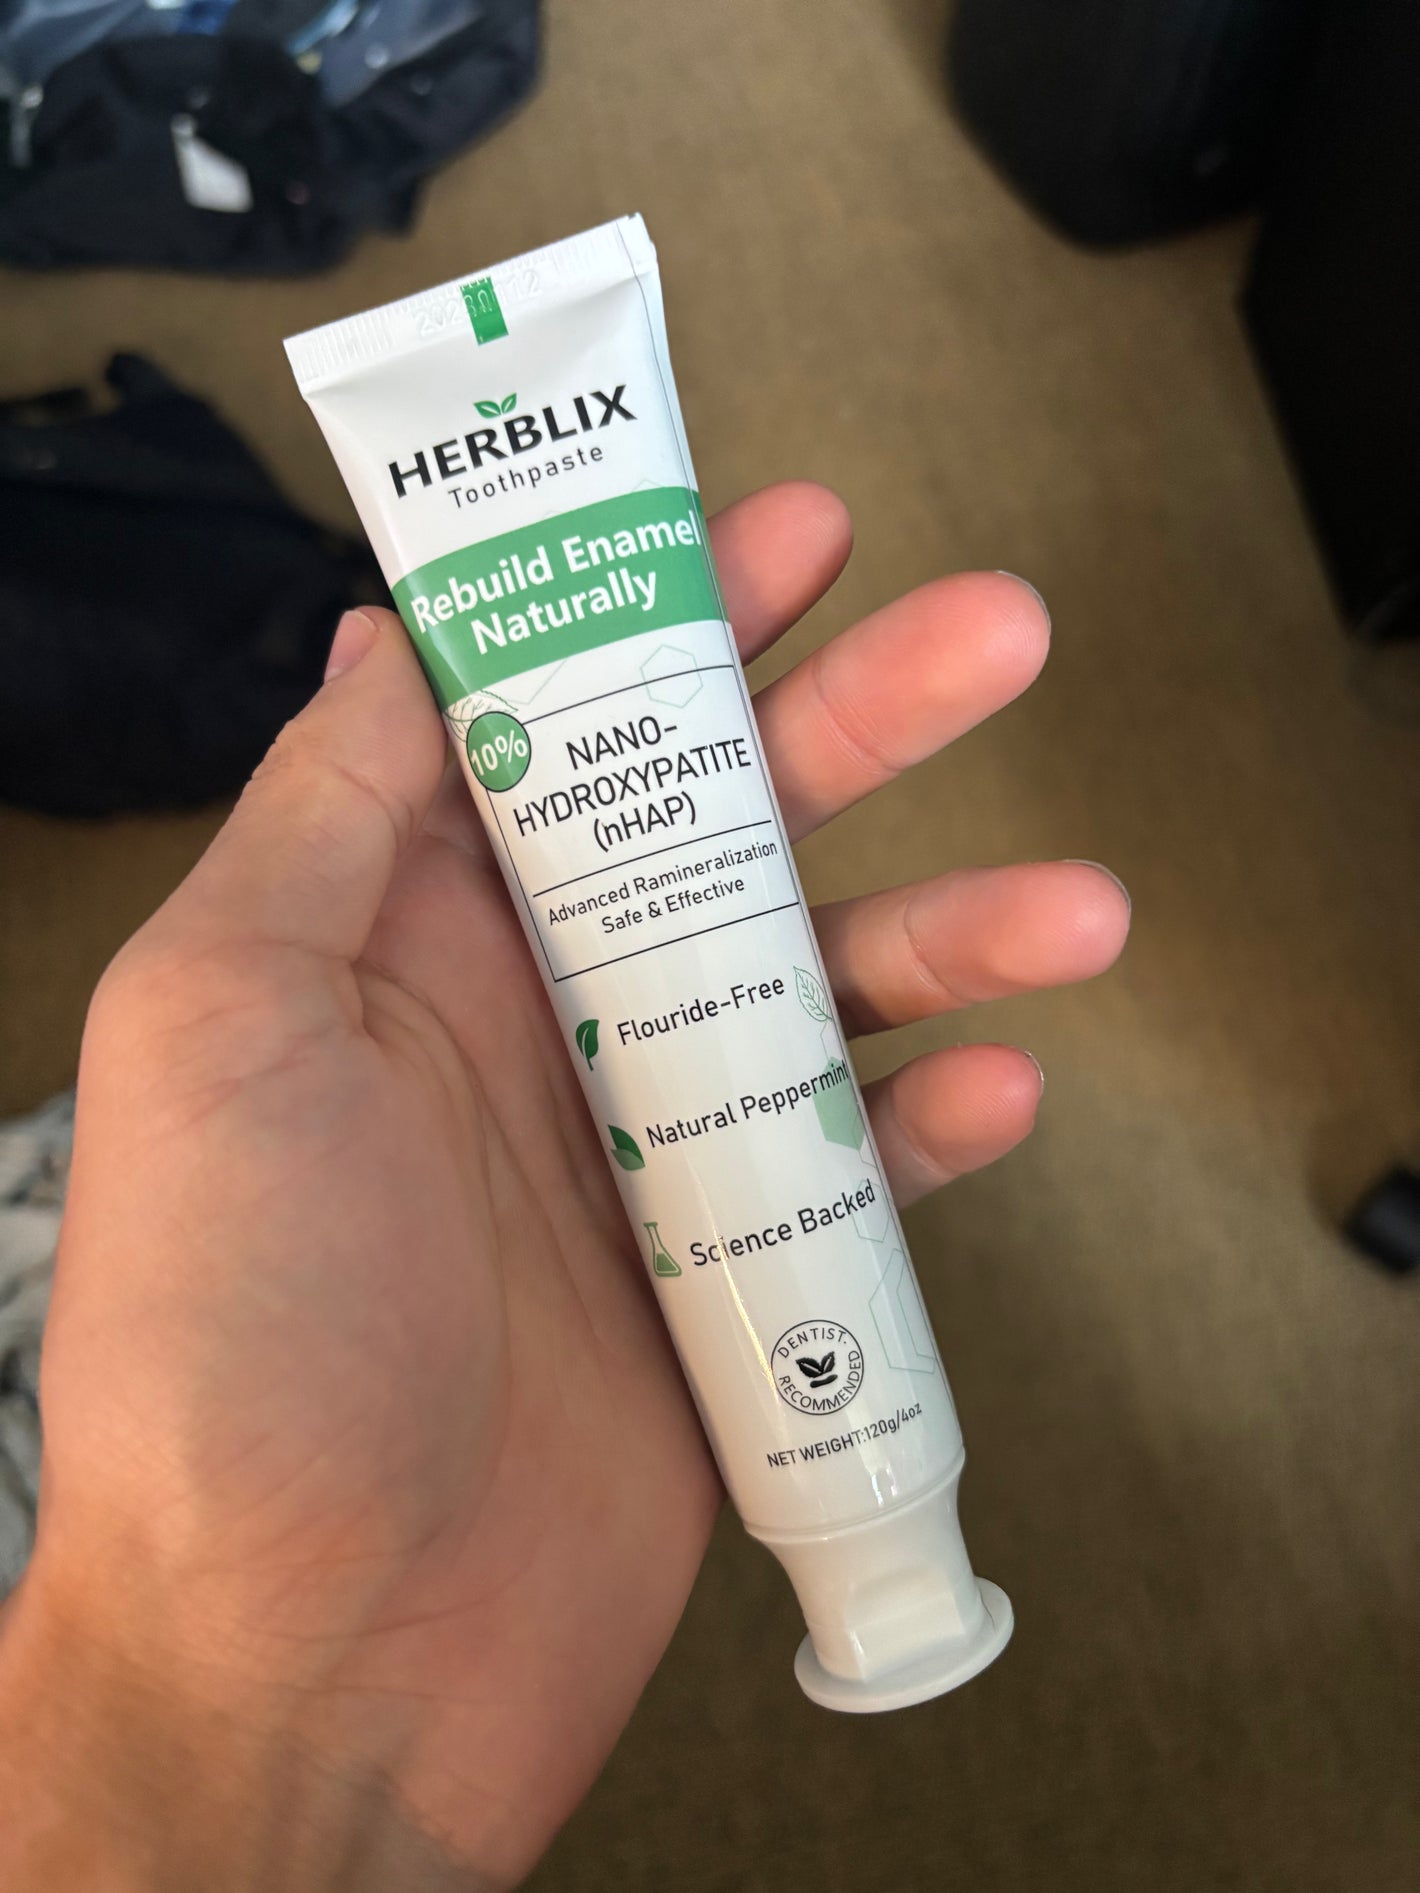 HERBLIX
Toothpaste
Rebuild Enamel
Naturally
10%
NANO-
HYDROXYPATITE
(nHAP)
Advanced Ramineralization
Safe & Effective
Flouride-Free
Natural Peppermint
Science Backed
DENTIST.
RECOMMENDED
NET WEIGHT:120g/4oz